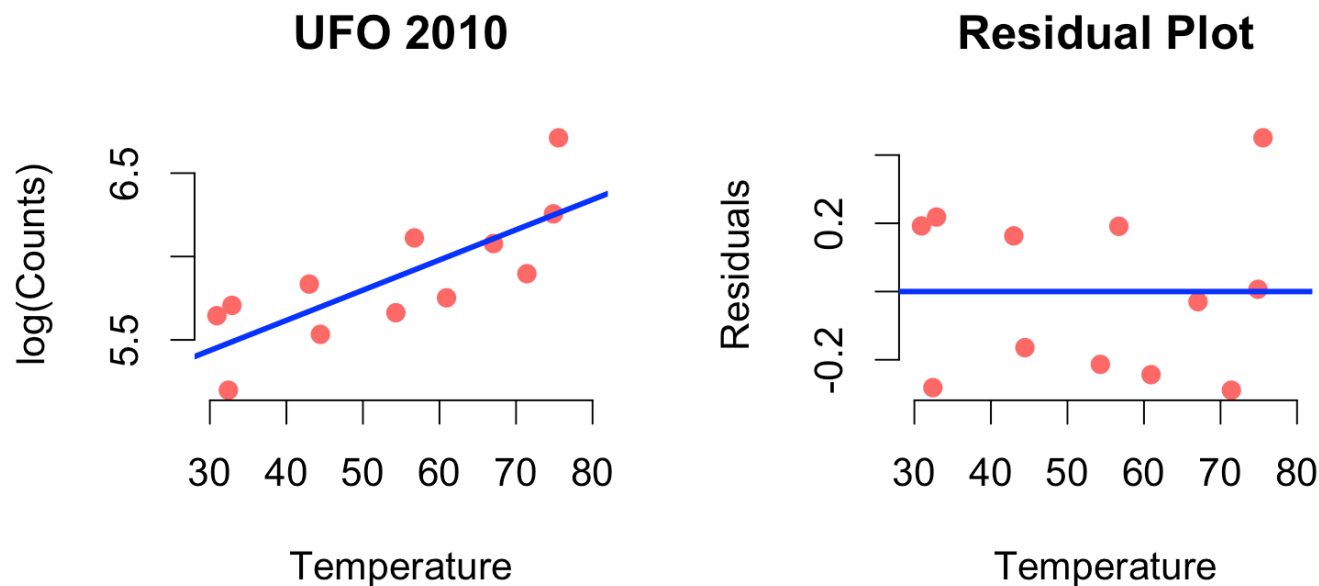 UFO 2010
log(Counts)
6.5
5.5
30 40 50 60 70 80
Temperature
Residual Plot
Residuals
0.2
-0.2
30 40 50 60 70 80
Temperature